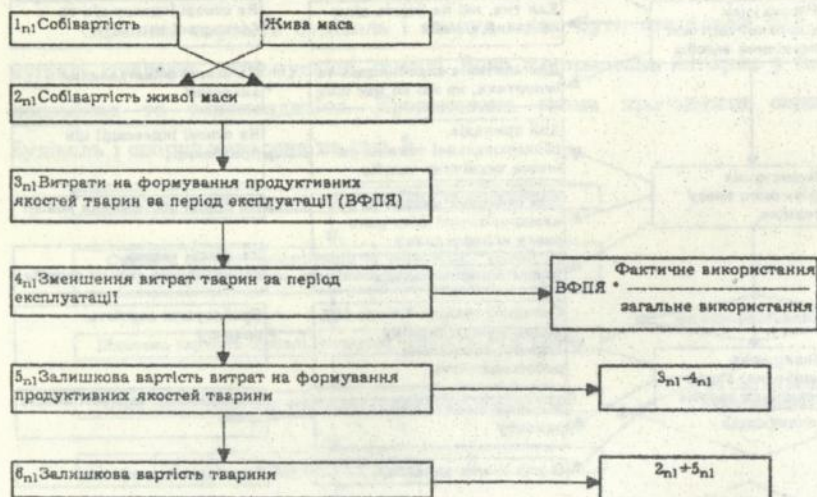 1n1Собівартість
Жива маса
2n1Собівартість живої маси
3n1Витрати на формування продуктивних
якостей тварин за період експлуатації (ВФПЯ)
4n1Зменшення витрат тварин за період
експлуатації
ВФПЯ * Фактичне використання
загальне використання
5n1Залишкова вартість витрат на формування
продуктивних якостей тварини
3n1-4n1
6n1Залишкова вартість тварини
2n1+5n1